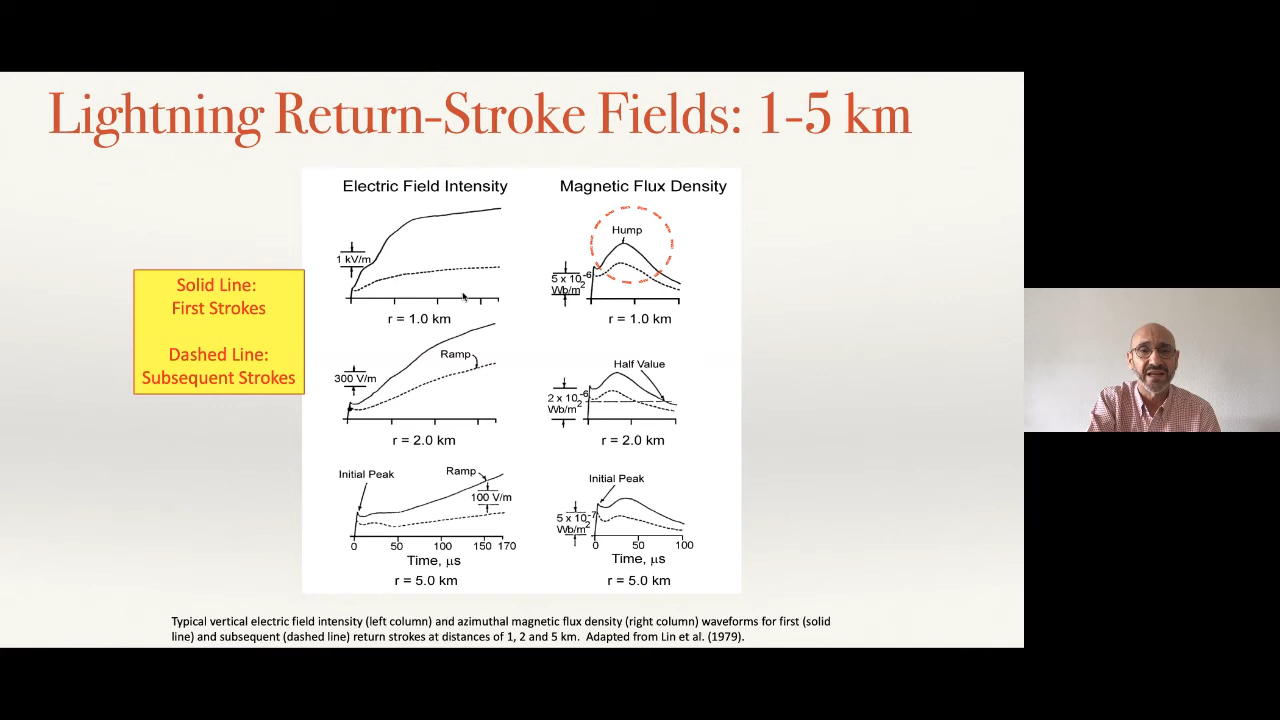 Lightning Return-Stroke Fields: 1-5 km
Solid Line:
First Strokes
Dashed Line:
Subsequent Strokes
Electric Field Intensity
1 kV/m
r = 1.0 km
300 V/m
Ramp
r = 2.0 km
Initial Peak
Ramp
100 V/m
0 50 100 150 170
Time, μs
r = 5.0 km
Magnetic Flux Density
Hump
5 x 10⁻⁶
Wb/m²
r = 1.0 km
Half Value
2 x 10⁻⁶
Wb/m²
r = 2.0 km
Initial Peak
5 x 10⁻⁷
Wb/m²
0 50 100
Time, μs
r = 5.0 km
Typical vertical electric field intensity (left column) and azimuthal magnetic flux density (right column) waveforms for first (solid
line) and subsequent (dashed line) return strokes at distances of 1, 2 and 5 km. Adapted from Lin et al. (1979).